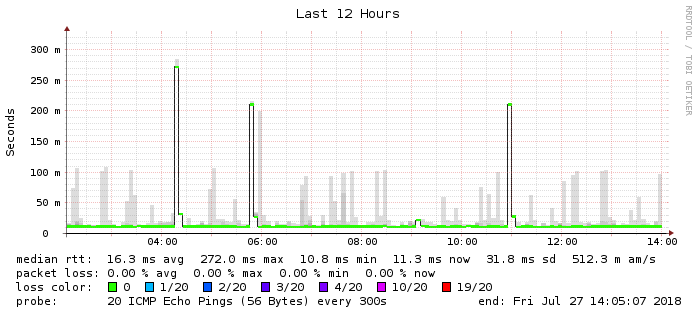 Last 12 Hours
RRDTOOL / TOBI OETIKER
Seconds
300 m
250 m
200 m
150 m
100 m
50 m
0
04:00 06:00 08:00 10:00 12:00 14:00
median rtt: 16.3 ms avg 272.0 ms max 10.8 ms min 11.3 ms now 31.8 ms sd 512.3 m am/s
packet loss: 0.00 % avg 0.00 % max 0.00 % min 0.00 % now
loss color: 0 1/20 2/20 3/20 4/20 10/20 19/20
probe: 20 ICMP Echo Pings (56 Bytes) every 300s end: Fri Jul 27 14:05:07 2018